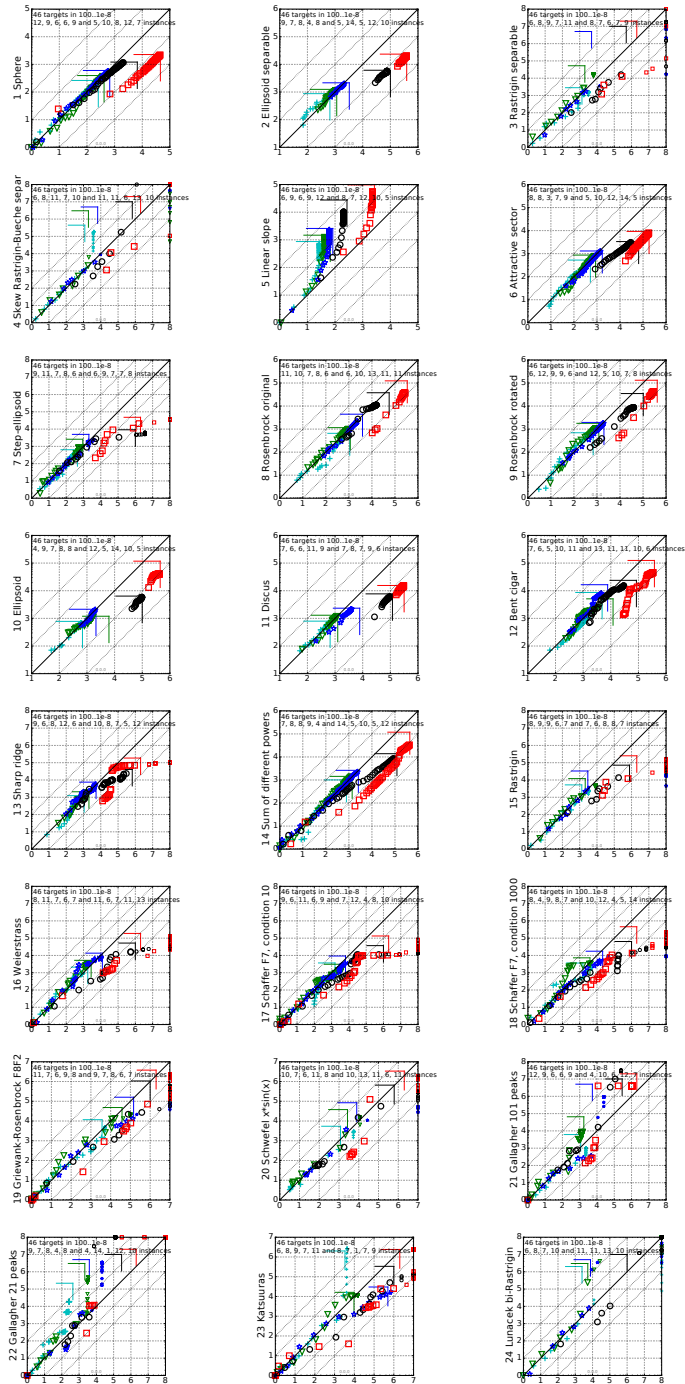 46 targets in 100..1e-8
12, 9, 6, 6, 9 and 5, 10, 8, 12, 7 instances
1 Sphere
46 targets in 100..1e-8
9, 7, 8, 4, 8 and 5, 14, 5, 12, 10 instances
2 Ellipsoid separable
46 targets in 100..1e-8
6, 8, 9, 7, 11 and 8, 7, 6, 7, 9 instances
3 Rastrigin separable
46 targets in 100..1e-8
6, 8, 11, 7, 10 and 11, 11, 6, 13, 10 instances
4 Skew Rastrigin-Bueche separ
46 targets in 100..1e-8
6, 9, 6, 9, 12 and 8, 7, 12, 10, 5 instances
5 Linear slope
46 targets in 100..1e-8
8, 8, 3, 7, 9 and 5, 10, 12, 14, 5 instances
6 Attractive sector
46 targets in 100..1e-8
9, 11, 7, 8, 6 and 6, 9, 7, 7, 8 instances
7 Step-ellipsoid
46 targets in 100..1e-8
11, 10, 7, 8, 6 and 6, 10, 13, 11, 11 instances
8 Rosenbrock original
46 targets in 100..1e-8
6, 12, 9, 9, 6 and 12, 5, 10, 7, 8 instances
9 Rosenbrock rotated
46 targets in 100..1e-8
4, 9, 7, 8, 8 and 12, 5, 14, 10, 5 instances
10 Ellipsoid
46 targets in 100..1e-8
7, 6, 6, 11, 9 and 7, 8, 7, 9, 6 instances
11 Discus
46 targets in 100..1e-8
7, 6, 5, 10, 11 and 13, 11, 11, 10, 6 instances
12 Bent cigar
46 targets in 100..1e-8
9, 6, 8, 12, 6 and 10, 8, 7, 5, 12 instances
13 Sharp ridge
46 targets in 100..1e-8
7, 8, 8, 9, 4 and 14, 5, 10, 5, 12 instances
14 Sum of different powers
46 targets in 100..1e-8
8, 9, 9, 6, 7 and 7, 6, 8, 8, 7 instances
15 Rastrigin
46 targets in 100..1e-8
8, 11, 7, 6, 7 and 11, 6, 7, 11, 13 instances
16 Weierstrass
46 targets in 100..1e-8
9, 6, 11, 6, 9 and 7, 12, 4, 8, 10 instances
17 Schaffer F7, condition 10
46 targets in 100..1e-8
8, 4, 9, 8, 7 and 10, 12, 4, 5, 14 instances
18 Schaffer F7, condition 1000
46 targets in 100..1e-8
11, 7, 6, 9, 8 and 9, 7, 8, 6, 7 instances
19 Griewank-Rosenbrock F8F2
46 targets in 100..1e-8
10, 7, 6, 11, 8 and 10, 13, 11, 6, 11 instances
20 Schwefel x*sin(x)
46 targets in 100..1e-8
12, 9, 6, 6, 9 and 4, 10, 6, 12, 7 instances
21 Gallagher 101 peaks
46 targets in 100..1e-8
9, 7, 8, 4, 8 and 4, 14, 1, 12, 10 instances
22 Gallagher 21 peaks
46 targets in 100..1e-8
6, 8, 9, 7, 11 and 8, 7, 1, 7, 9 instances
23 Katsuuras
46 targets in 100..1e-8
6, 8, 7, 10 and 11, 11, 13, 10 instances
24 Lunacek bi-Rastrigin